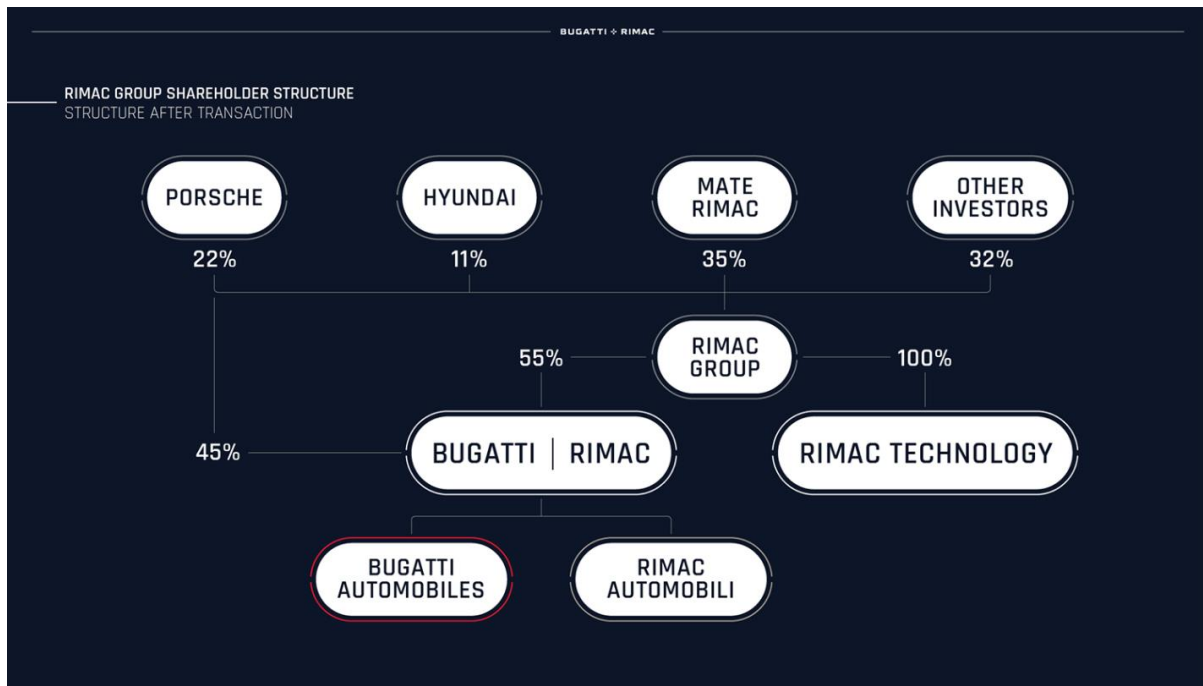 BUGATTI ⊹ RIMAC
RIMAC GROUP SHAREHOLDER STRUCTURE
STRUCTURE AFTER TRANSACTION
PORSCHE
HYUNDAI
MATE
RIMAC
OTHER
INVESTORS
22%
11%
35%
32%
RIMAC
GROUP
55%
100%
45%
BUGATTI | RIMAC
RIMAC TECHNOLOGY
BUGATTI
AUTOMOBILES
RIMAC
AUTOMOBILI